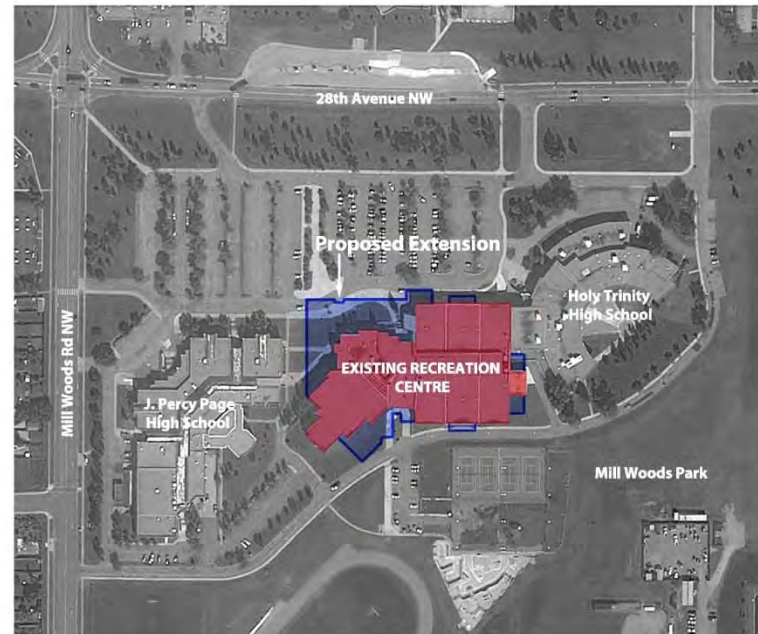 28th Avenue NW
Proposed Extension
Holy Trinity
High School
EXISTING RECREATION
CENTRE
Mill Woods Rd NW
J. Percy Page
High School
Mill Woods Park